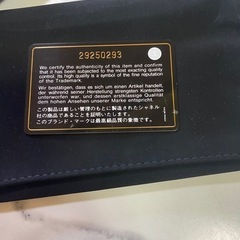 29250293
We certify the authenticity of this item and confirm
that it has been subjected to the most exacting quality
control. Its high quality is a symbol of the fine reputation
of the Trademark.
Wir bestätigen, dass es sich um einen Artikel handelt,
der während seiner Herstellung strengsten Kontrollen
unterworfen war und dessen erstklassige Qualität
dem hohen Ansehen unserer Marke entspricht.
この製品は厳しい管理のもとに製造されたシャネル
社の商品であることを証明いたします。
このブランド・マークは最高級品質の象徴であります。